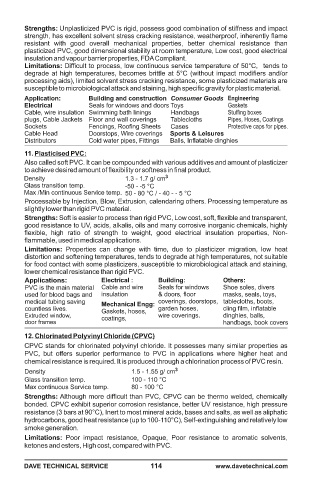 Strengths: Unplasticized PVC is rigid, possess good combination of stiffness and impact
strength, has excellent solvent stress cracking resistance, weatherproof, inherently flame
resistant with good overall mechanical properties, better chemical resistance than
plasticized PVC, good dimensional stability at room temperature, Low cost, good electrical
insulation and vapour barrier properties, FDA Compliant.
Limitations: Difficult to process, low continuous service temperature of 50°C, tends to
degrade at high temperatures, becomes brittle at 5°C (without impact modifiers and/or
processing aids), limited solvent stress cracking resistance, some plasticized materials are
susceptible to microbiological attack and staining, high specific gravity for plastic material.
Application: Building and construction Consumer Goods Engineering
Electrical Seals for windows and doors Toys Gaskets
Cable, wire insulation Swimming bath linings Handbags Stuffing boxes
plugs, Cable Jackets Floor and wall coverings Tablecloths Pipes, Hoses, Coatings
Sockets Fencings, Roofing Sheets Cases Protective caps for pipes.
Cable Head Doorsteps, Wire coverings Sports & Leisures
Distributors Cold water pipes, Fittings Balls, Inflatable dinghies
11. Plasticised PVC:
Also called soft PVC. It can be compounded with various additives and amount of plasticizer
to achieve desired amount of flexibility or softness in final product.
Density 1.3 - 1.7 g/ cm³
Glass transition temp. -50 - -5 °C
Max /Min continuous Service temp. 50 - 80 °C / - 40 - - 5 °C
Processable by Injection, Blow, Extrusion, calendaring others. Processing temperature as
slightly lower than rigid PVC material.
Strengths: Soft is easier to process than rigid PVC, Low cost, soft, flexible and transparent,
good resistance to UV, acids, alkalis, oils and many corrosive inorganic chemicals, highly
flexible, high ratio of strength to weight, good electrical insulation properties, Non-
flammable, used in medical applications.
Limitations: Properties can change with time, due to plasticizer migration, low heat
distortion and softening temperatures, tends to degrade at high temperatures, not suitable
for food contact with some plasticizers, susceptible to microbiological attack and staining,
lower chemical resistance than rigid PVC.
Applications: Electrical : Building: Others:
PVC is the main material Cable and wire Seals for windows Shoe soles, divers
used for blood bags and insulation & doors, floor masks, seals, toys,
medical tubing saving Mechanical Engg: coverings, doorstops, tablecloths, boots,
countless lives. Gaskets, hoses, garden hoses, cling film, inflatable
Extruded window, coatings, wire coverings. dinghies, balls,
door frames handbags, book covers
12. Chlorinated Polyvinyl Chloride (CPVC)
CPVC stands for chlorinated polyvinyl chloride. It possesses many similar properties as
PVC, but offers superior performance to PVC in applications where higher heat and
chemical resistance is required. It is produced through a chlorination process of PVC resin.
Density 1.5 - 1.55 g/ cm³
Glass transition temp. 100 - 110 °C
Max continuous Service temp. 80 - 100 °C
Strengths: Although more difficult than PVC, CPVC can be thermo welded, chemically
bonded. CPVC exhibit superior corrosion resistance, better UV resistance, high pressure
resistance (3 bars at 90°C), Inert to most mineral acids, bases and salts, as well as aliphatic
hydrocarbons, good heat resistance (up to 100-110°C), Self-extinguishing and relatively low
smoke generation.
Limitations: Poor impact resistance, Opaque, Poor resistance to aromatic solvents,
ketones and esters, High cost, compared with PVC.
DAVE TECHNICAL SERVICE 114 www.davetechnical.com